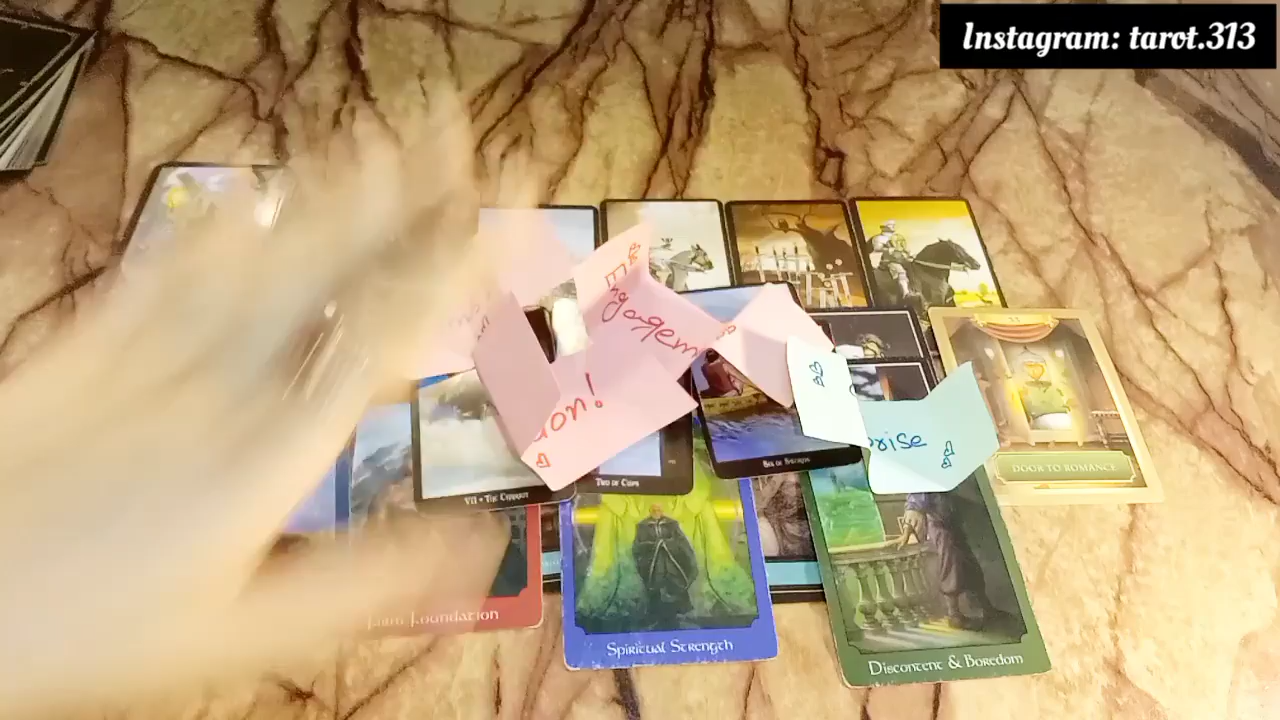 Instagram: tarot.313
Engagem
on!
rise
DOOR TO ROMANCE
VII • THE CHARIOT
TWO OF CUPS
SIX OF SWORDS
Foundation
Spiritual Strength
Discontent & Boredom